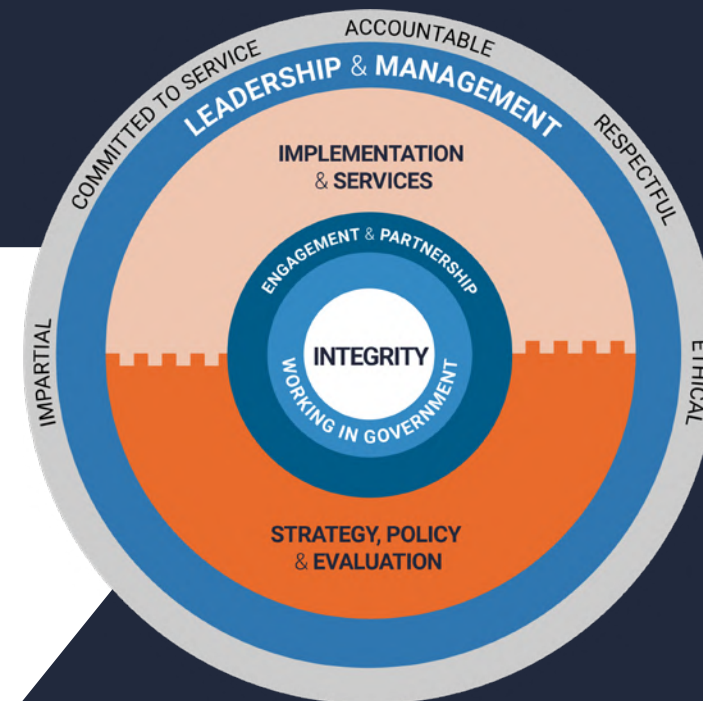 IMPARTIAL
COMMITTED TO SERVICE
ACCOUNTABLE
RESPECTFUL
ETHICAL
LEADERSHIP & MANAGEMENT
IMPLEMENTATION
& SERVICES
ENGAGEMENT & PARTNERSHIP
INTEGRITY
WORKING IN GOVERNMENT
STRATEGY, POLICY
& EVALUATION